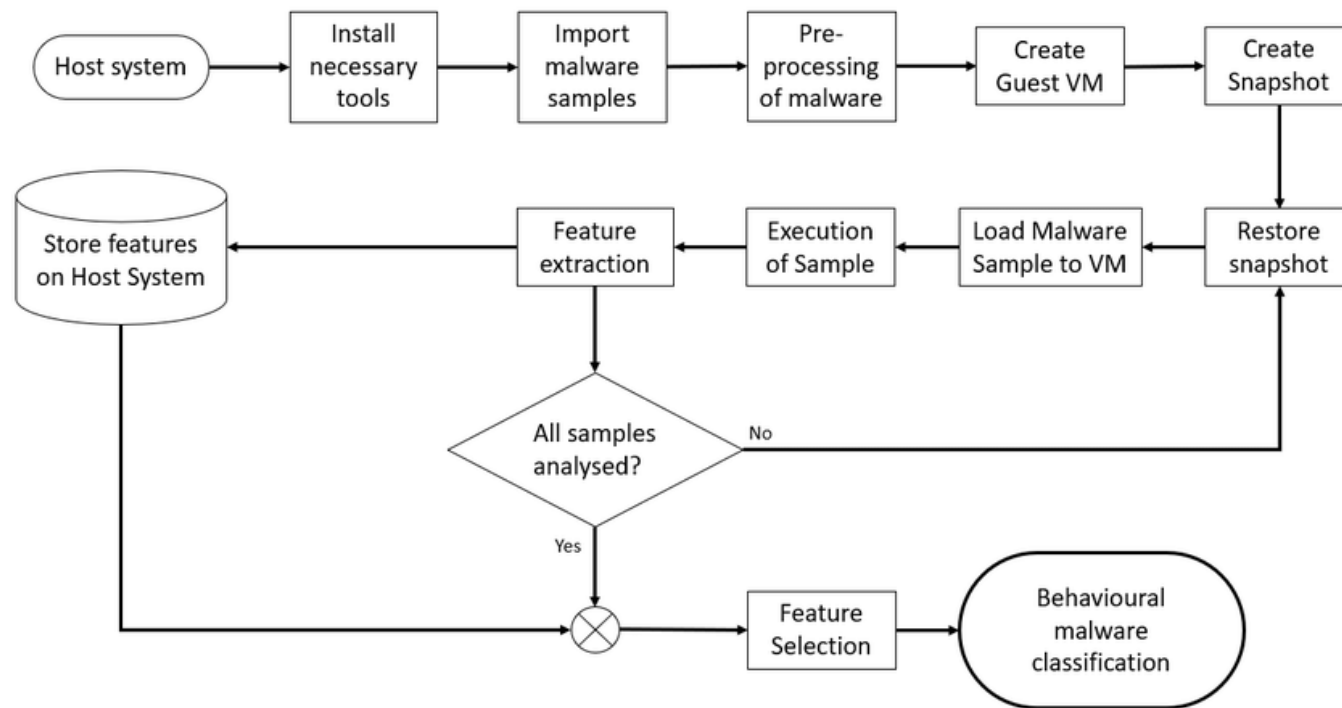 Host system
Install
necessary
tools
Import
malware
samples
Pre-
processing
of malware
Create
Guest VM
Create
Snapshot
Store features
on Host System
Feature
extraction
Execution
of Sample
Load Malware
Sample to VM
Restore
snapshot
All samples
analysed?
No
Yes
Feature
Selection
Behavioural
malware
classification